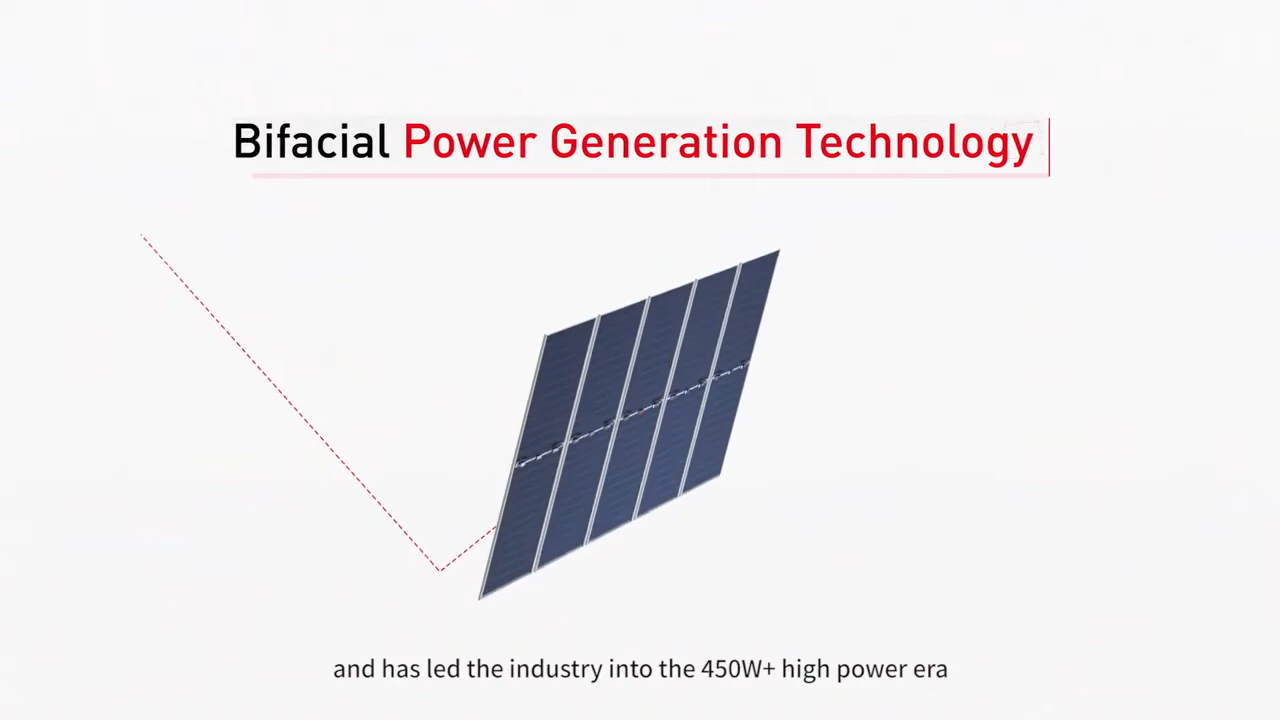 Bifacial Power Generation Technology
and has led the industry into the 450W+ high power era